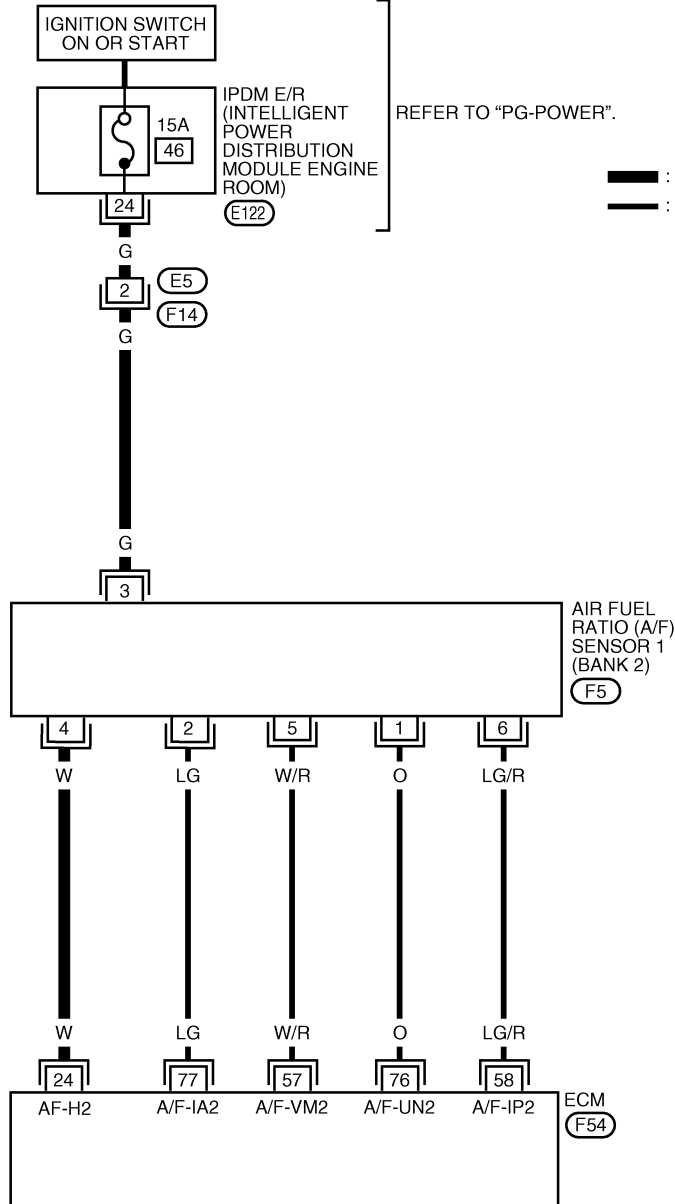 IGNITION SWITCH
ON OR START
IPDM E/R
(INTELLIGENT
POWER
DISTRIBUTION
MODULE ENGINE
ROOM)
E122
15A
46
REFER TO “PG-POWER”.
:
:
24
G
2
E5
F14
G
G
3
AIR FUEL
RATIO (A/F)
SENSOR 1
(BANK 2)
F5
4 2 5 1 6
W LG W/R O LG/R
W LG W/R O LG/R
24 77 57 76 58
AF-H2 A/F-IA2 A/F-VM2 A/F-UN2 A/F-IP2
ECM
F54